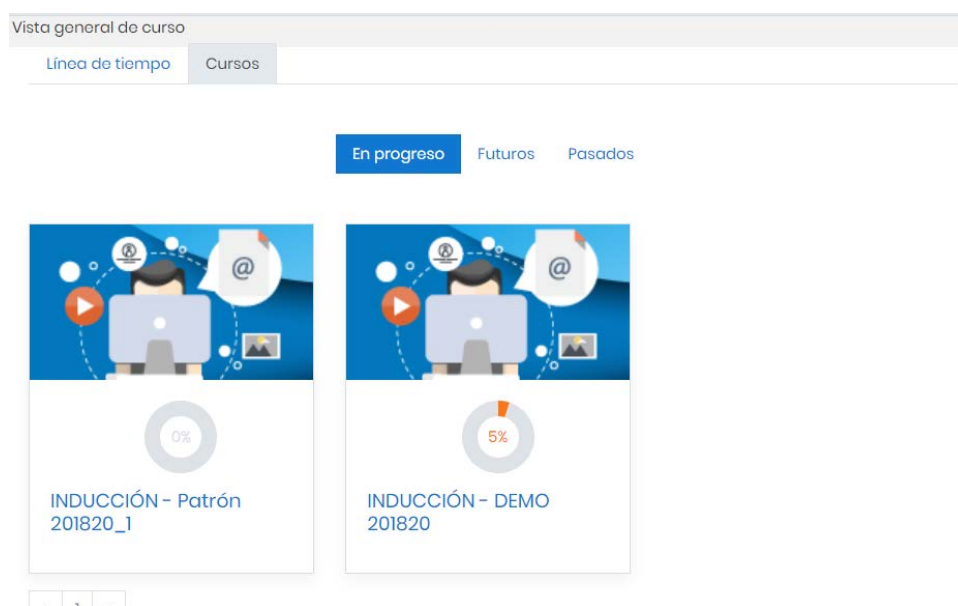 Vista general de curso
Línea de tiempo Cursos
En progreso Futuros Pasados
@ @
0% 5%
INDUCCIÓN - Patrón
201820_1
INDUCCIÓN - DEMO
201820